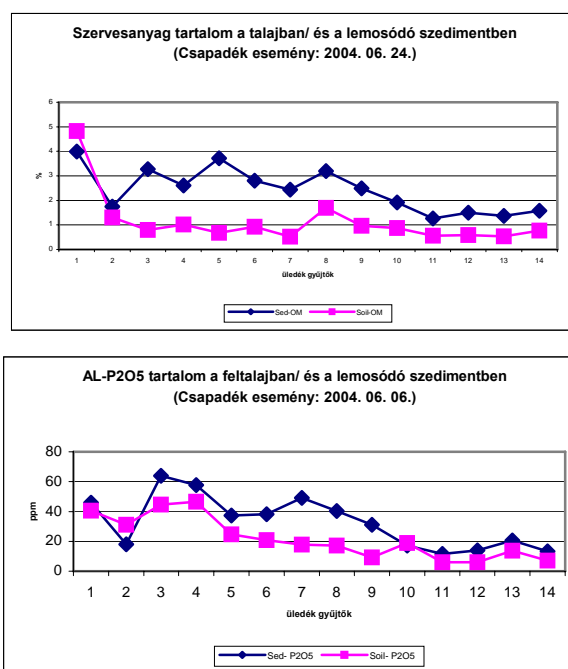 Szervesanyag tartalom a talajban/ és a lemosódó szedimentben
(Csapadék esemény: 2004. 06. 24.)
6
5
4
3
2
1
0
%
1 2 3 4 5 6 7 8 9 10 11 12 13 14
üledék gyűjtők
Sed-OM Soil-OM
AL-P2O5 tartalom a feltalajban/ és a lemosódó szedimentben
(Csapadék esemény: 2004. 06. 06.)
80
60
40
20
0
ppm
1 2 3 4 5 6 7 8 9 10 11 12 13 14
üledék gyűjtők
Sed- P2O5 Soil- P2O5